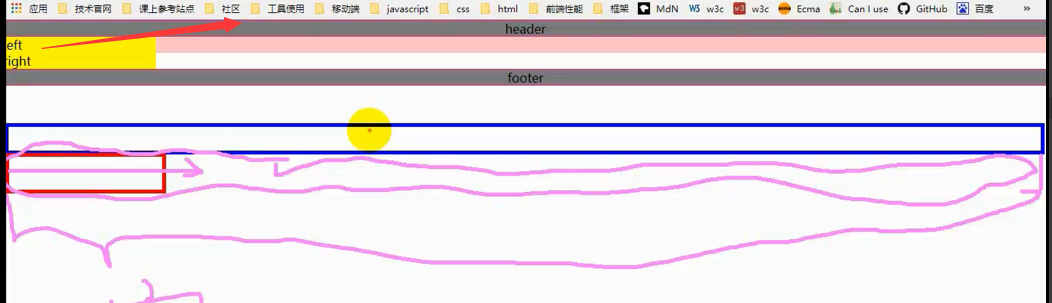 应用 技术官网 课上参考站点 社区 工具使用 移动端 javascript css html 前端性能 框架 MdN w3c w3c Ecma Can I use GitHub 百度 »
header
left
right
footer